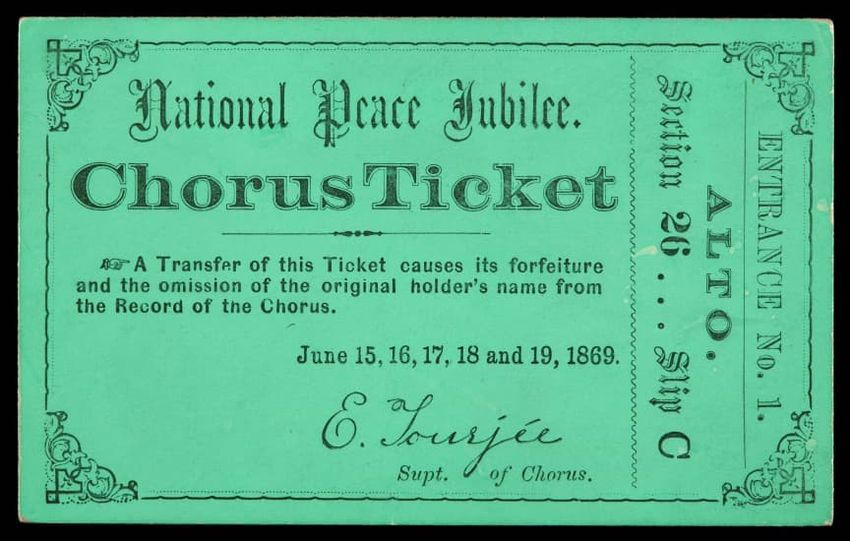 National Peace Jubilee.
Chorus Ticket
☞ A Transfer of this Ticket causes its forfeiture
and the omission of the original holder's name from
the Record of the Chorus.
June 15, 16, 17, 18 and 19, 1869.
E. Tourjée
Supt. of Chorus.
ENTRANCE No. 1.
ALTO.
Section 26 . . . Slip C